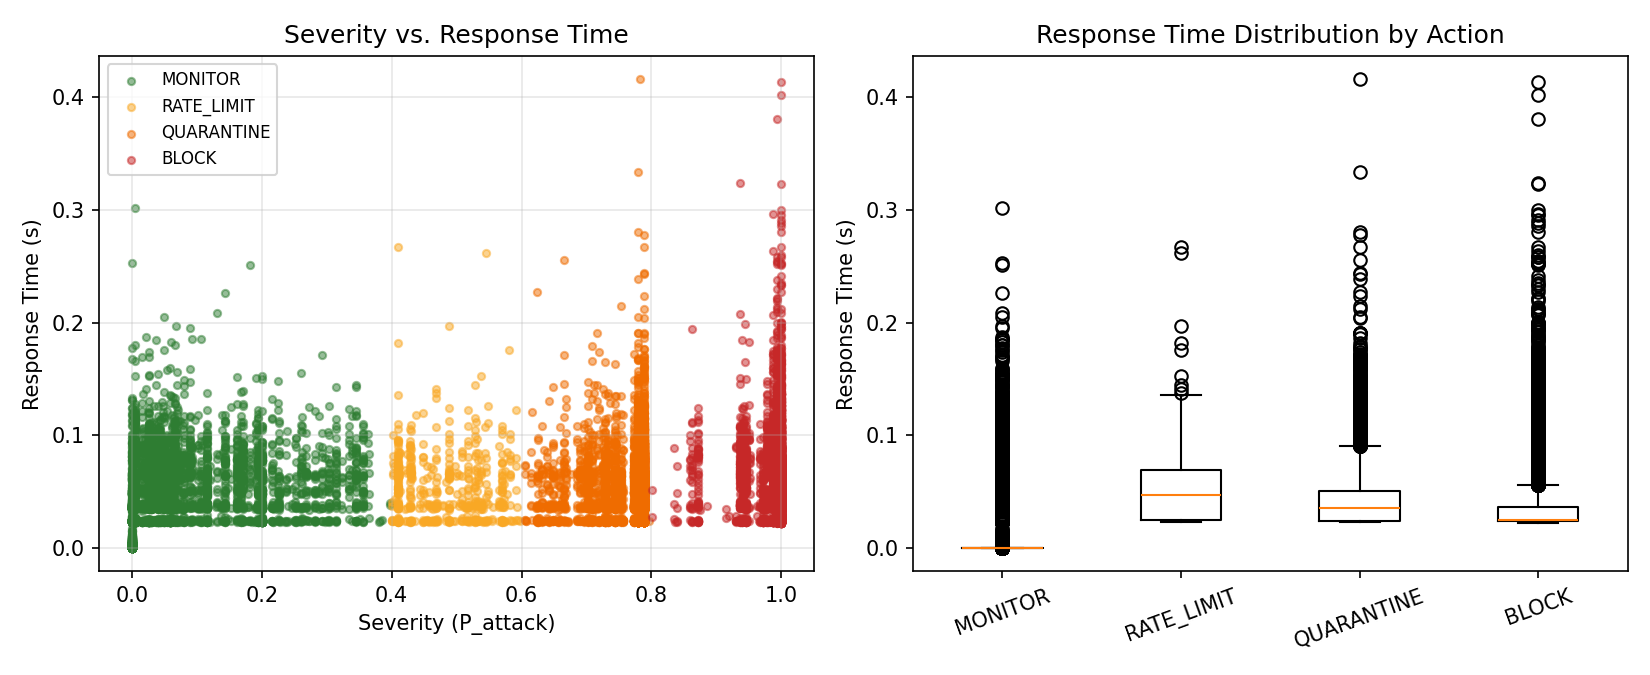 Severity vs. Response Time
MONITOR
RATE_LIMIT
QUARANTINE
BLOCK
Response Time (s)
0.4
0.3
0.2
0.1
0.0
0.0 0.2 0.4 0.6 0.8 1.0
Severity (P_attack)
Response Time Distribution by Action
Response Time (s)
0.4
0.3
0.2
0.1
0.0
MONITOR RATE_LIMIT QUARANTINE BLOCK